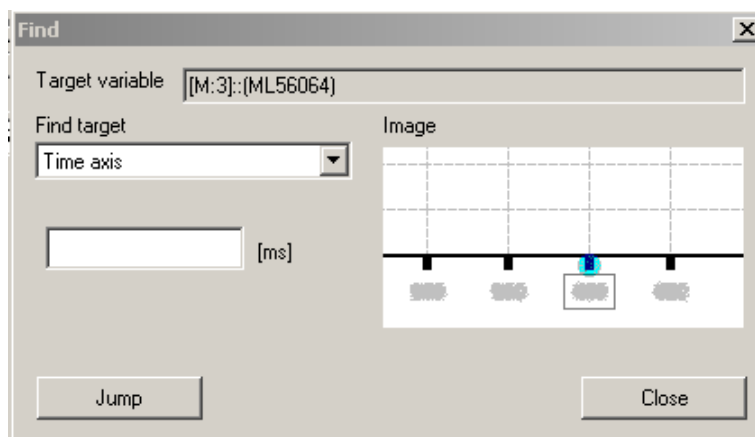 Find
Target variable [M:3]::(ML56064)
Find target
Image
Time axis
[ms]
Jump
Close